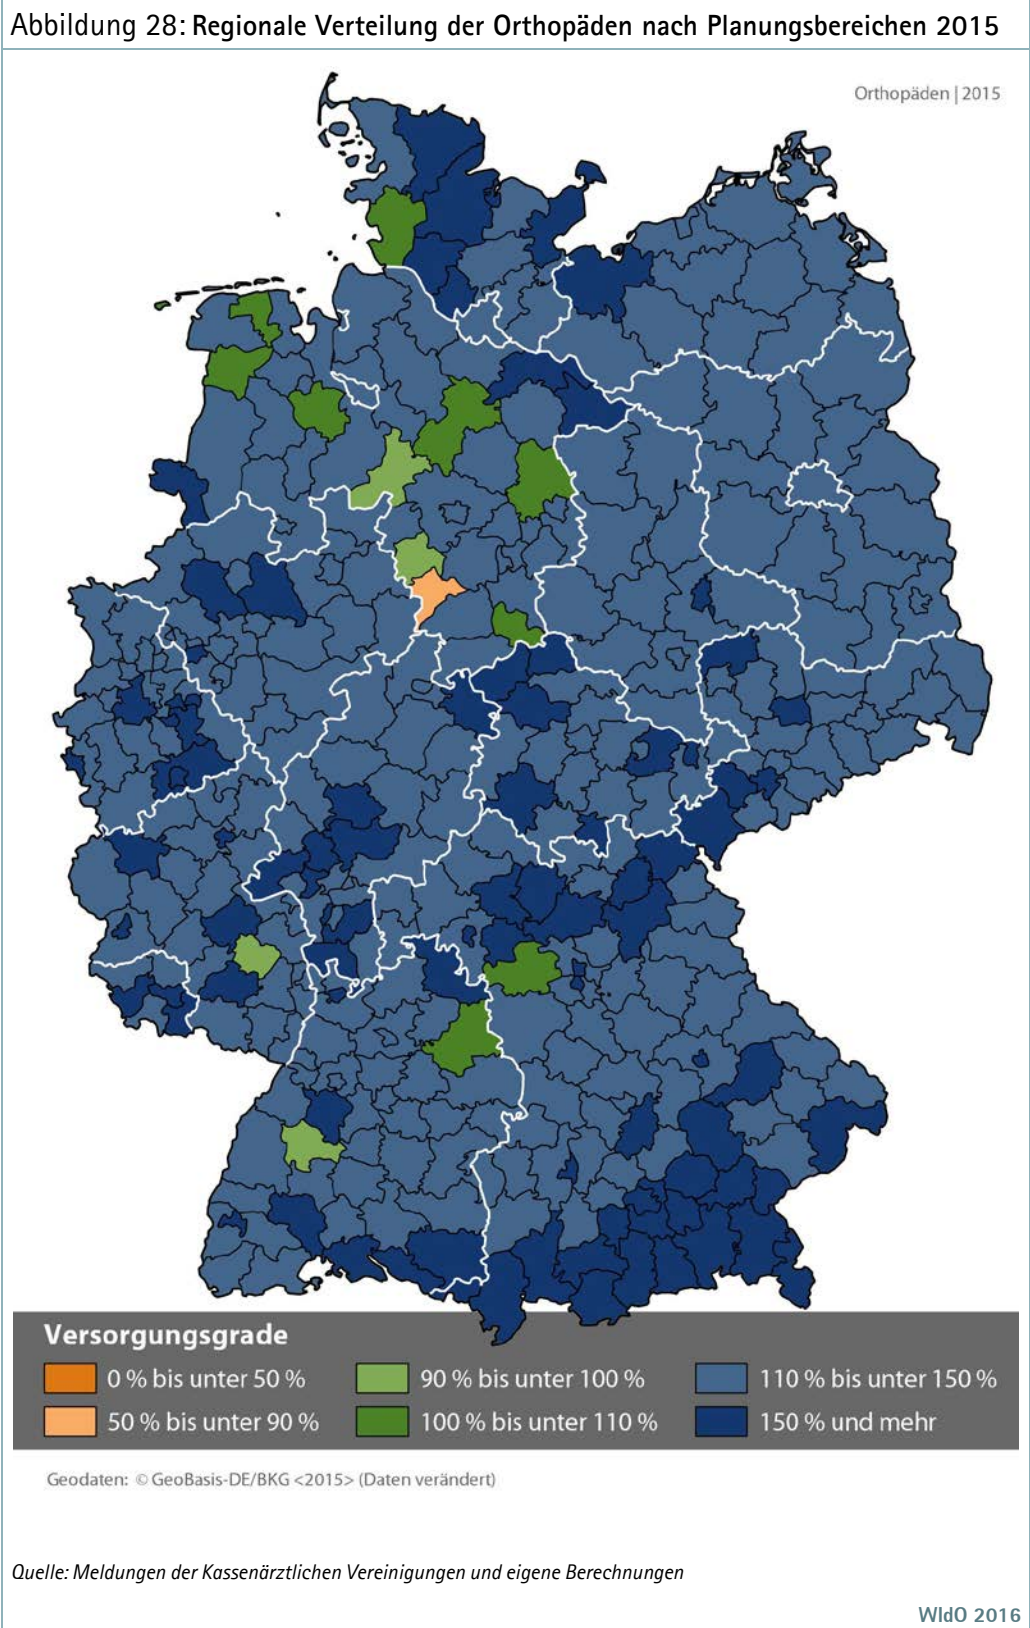 Abbildung 28: Regionale Verteilung der Orthopäden nach Planungsbereichen 2015
Orthopäden | 2015
Versorgungsgrade
0 % bis unter 50 %
90 % bis unter 100 %
110 % bis unter 150 %
50 % bis unter 90 %
100 % bis unter 110 %
150 % und mehr
Geodaten: © GeoBasis-DE/BKG <2015> (Daten verändert)
Quelle: Meldungen der Kassenärztlichen Vereinigungen und eigene Berechnungen
WIdO 2016